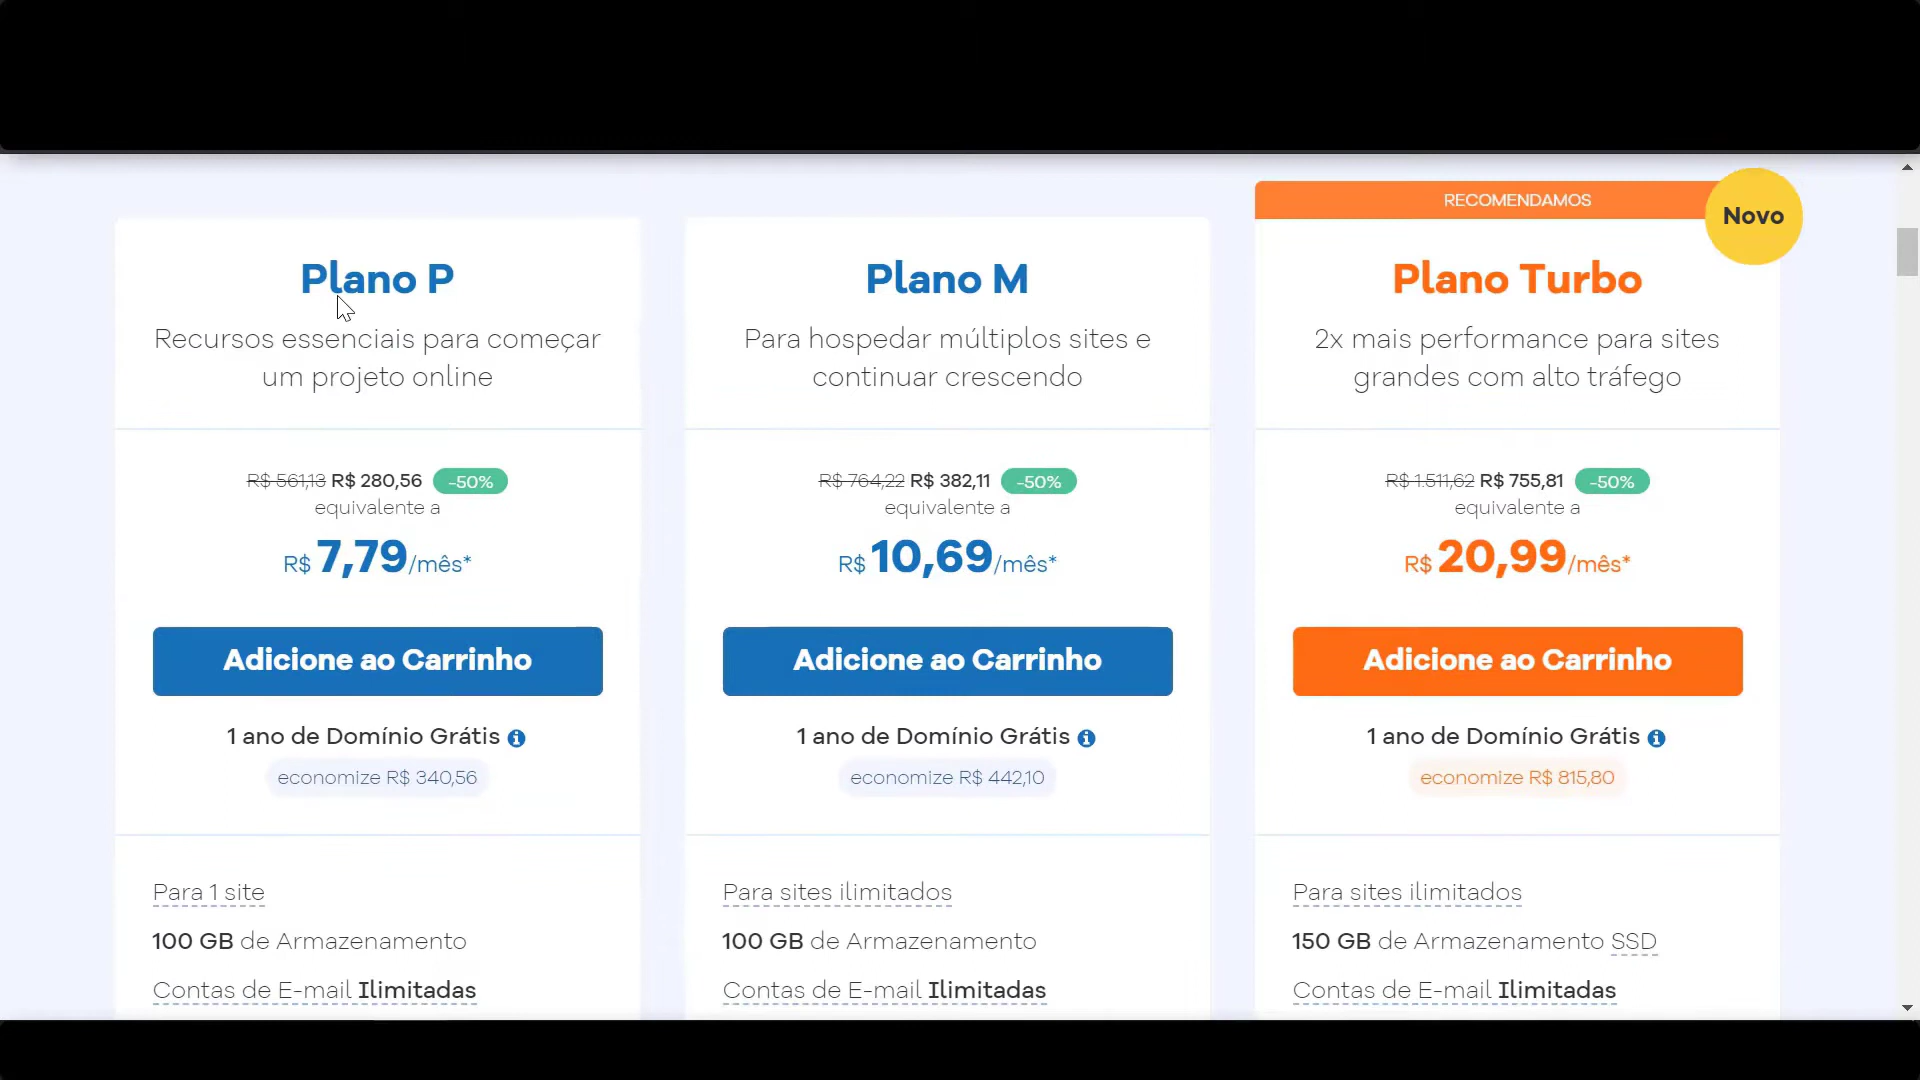 RECOMENDAMOS
Novo
Plano P
Recursos essenciais para começar
um projeto online
R$ 561,13 R$ 280,56 -50%
equivalente a
R$ 7,79/mês*
Adicione ao Carrinho
1 ano de Domínio Grátis
economize R$ 340,56
Para 1 site
100 GB de Armazenamento
Contas de E-mail Ilimitadas
Plano M
Para hospedar múltiplos sites e
continuar crescendo
R$ 764,22 R$ 382,11 -50%
equivalente a
R$ 10,69/mês*
Adicione ao Carrinho
1 ano de Domínio Grátis
economize R$ 442,10
Para sites ilimitados
100 GB de Armazenamento
Contas de E-mail Ilimitadas
Plano Turbo
2x mais performance para sites
grandes com alto tráfego
R$ 1.511,62 R$ 755,81 -50%
equivalente a
R$ 20,99/mês*
Adicione ao Carrinho
1 ano de Domínio Grátis
economize R$ 815,80
Para sites ilimitados
150 GB de Armazenamento SSD
Contas de E-mail Ilimitadas